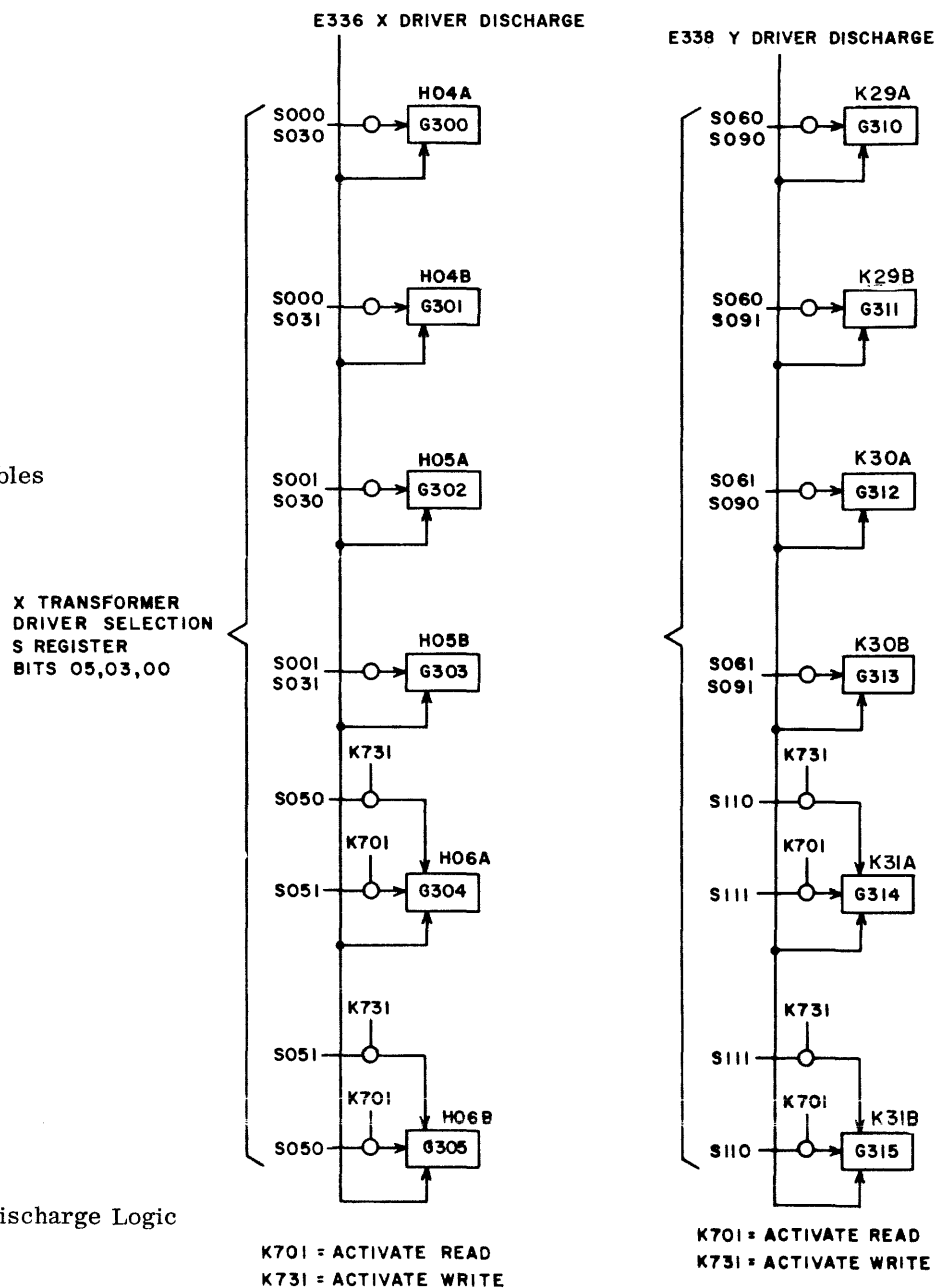 E336 X DRIVER DISCHARGE
H04A
S000
S030
G300
H04B
S000
S031
G301
H05A
S001
S030
G302
X TRANSFORMER
DRIVER SELECTION
S REGISTER
BITS 05,03,00
H05B
S001
S031
G303
K731
S050
K701
H06A
S051
G304
K731
S051
K701
H06B
S050
G305
K701 = ACTIVATE READ
K731 = ACTIVATE WRITE
E338 Y DRIVER DISCHARGE
K29A
S060
S090
G310
K29B
S060
S091
G311
K30A
S061
S090
G312
K30B
S061
S091
G313
K731
S110
K701
K31A
S111
G314
K731
S111
K701
K31B
S110
G315
K701 = ACTIVATE READ
K731 = ACTIVATE WRITE
Logic